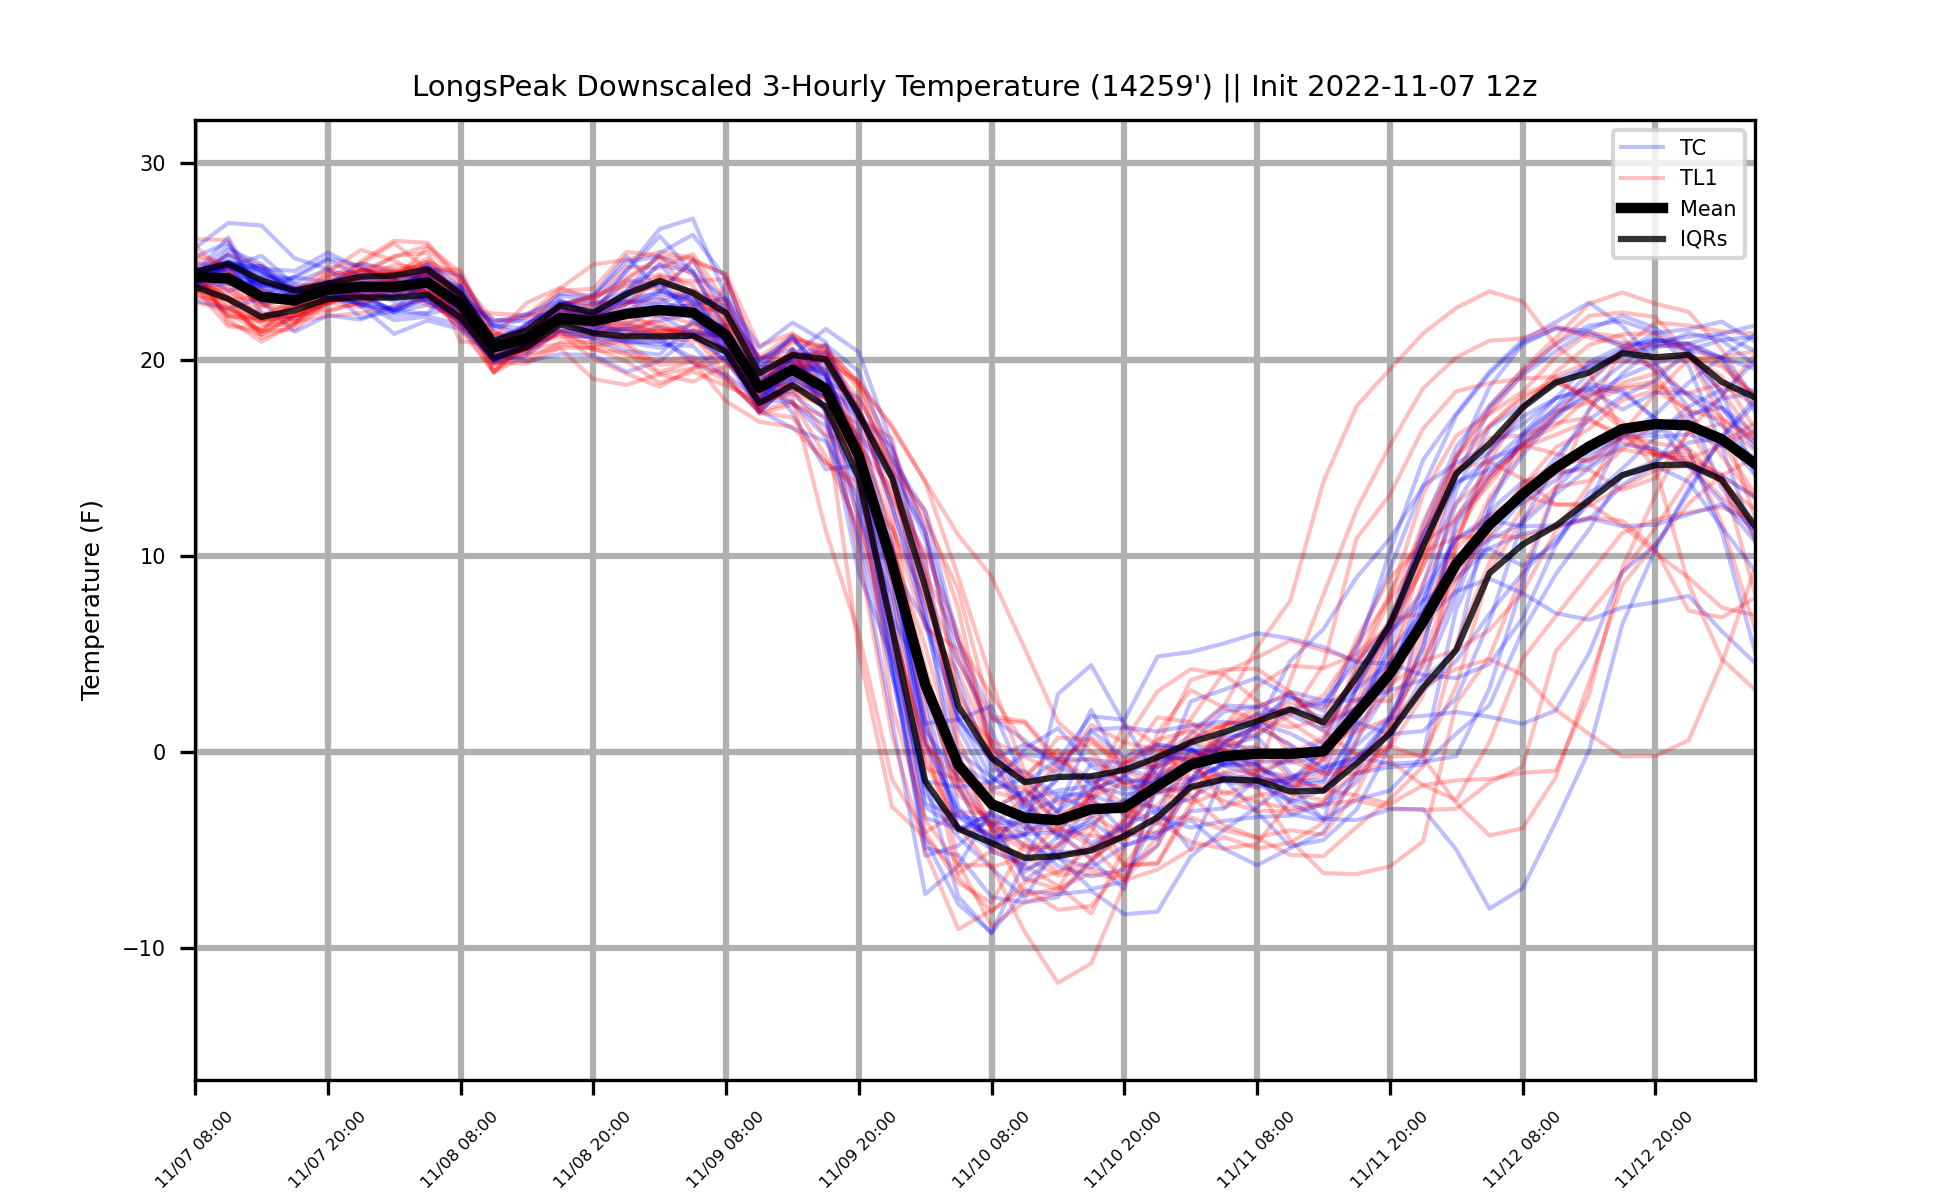 LongsPeak Downscaled 3-Hourly Temperature (14259') || Init 2022-11-07 12z
TC
TL1
Mean
IQRs
Temperature (F)
30
20
10
0
−10
11/07 08:00
11/07 20:00
11/08 08:00
11/08 20:00
11/09 08:00
11/09 20:00
11/10 08:00
11/10 20:00
11/11 08:00
11/11 20:00
11/12 08:00
11/12 20:00